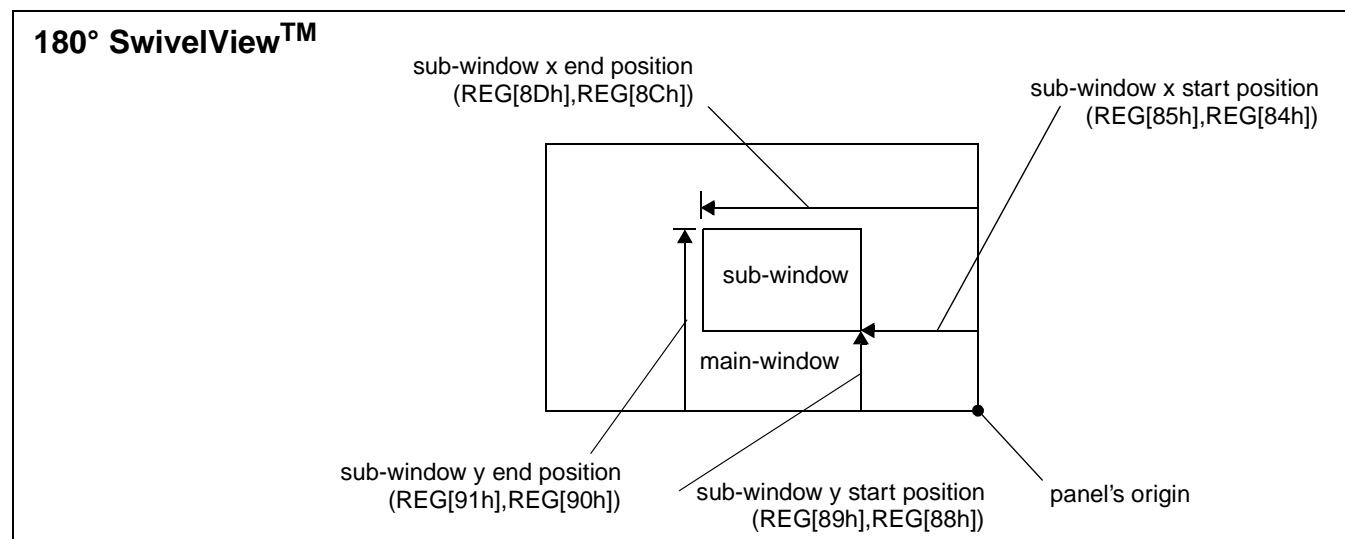 180° SwivelView™
sub-window x end position
(REG[8Dh],REG[8Ch])
sub-window x start position
(REG[85h],REG[84h])
sub-window
main-window
sub-window y end position
(REG[91h],REG[90h])
sub-window y start position
(REG[89h],REG[88h])
panel's origin